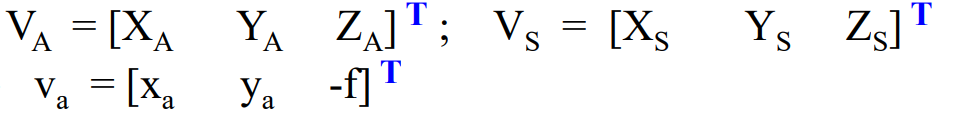 V_A = [X_A Y_A Z_A]^T ; V_S = [X_S Y_S Z_S]^T
v_a = [x_a y_a -f]^T